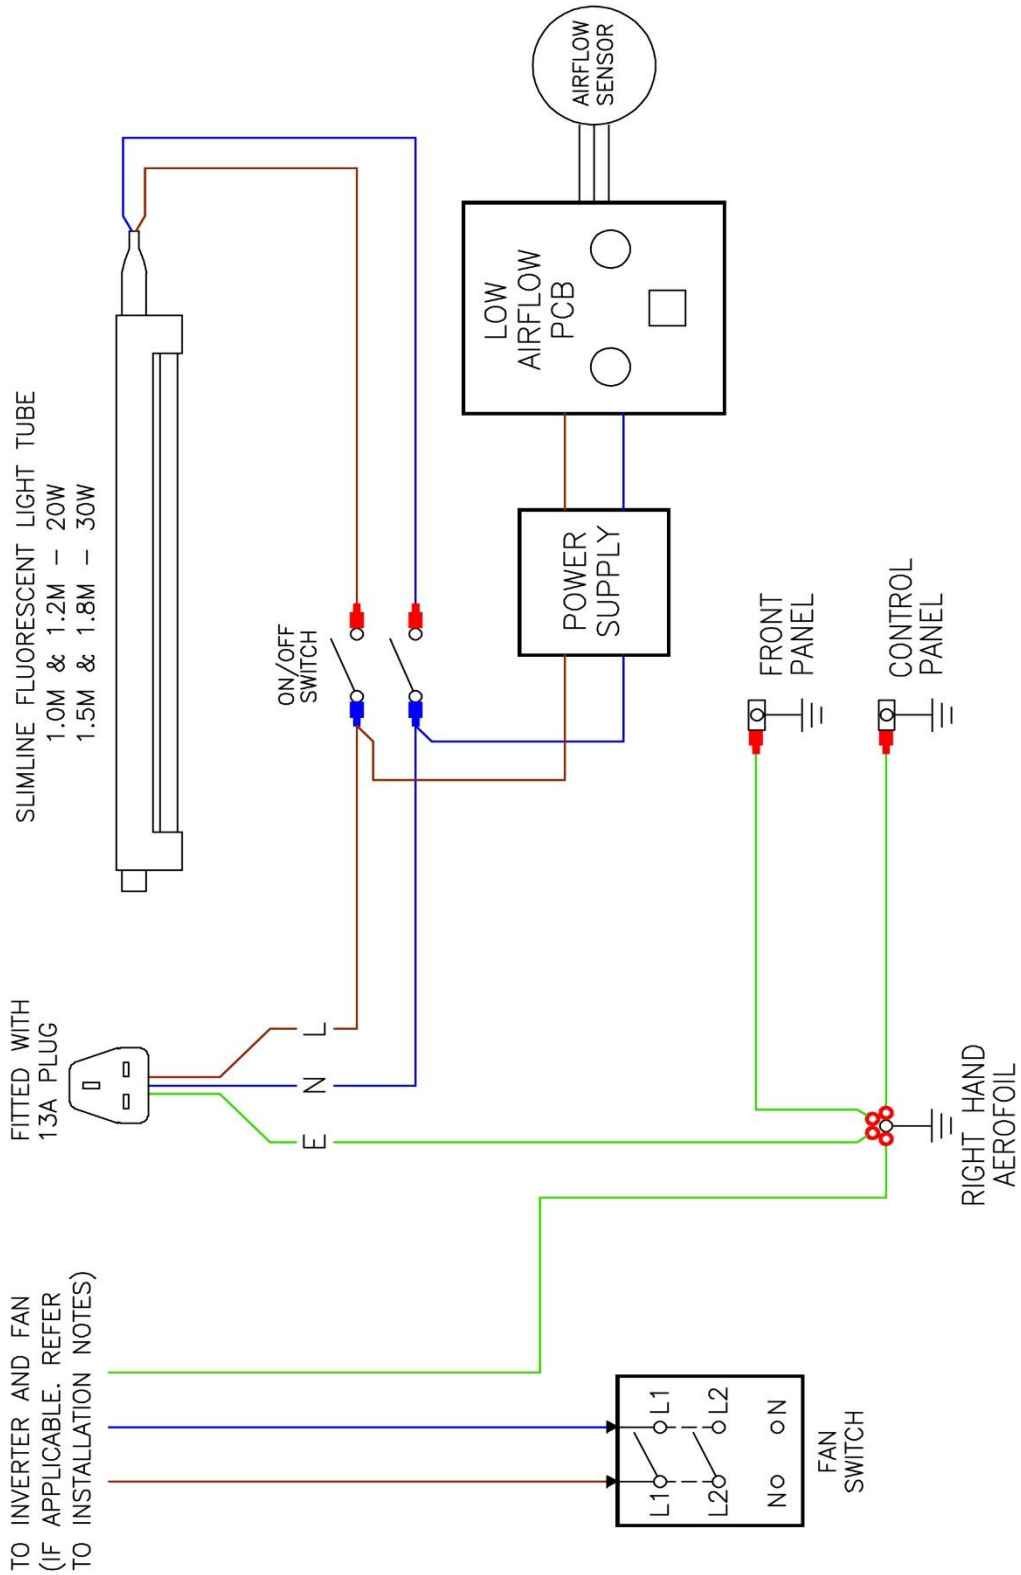 SLIMLINE FLUORESCENT LIGHT TUBE
1.0M & 1.2M – 20W
1.5M & 1.8M – 30W
FITTED WITH
13A PLUG
TO INVERTER AND FAN
(IF APPLICABLE. REFER
TO INSTALLATION NOTES)
E
N
L
ON/OFF
SWITCH
AIRFLOW
SENSOR
LOW
AIRFLOW
PCB
POWER
SUPPLY
FRONT
PANEL
CONTROL
PANEL
RIGHT HAND
AEROFOIL
L1
L1
L2
L2
N
N
FAN
SWITCH